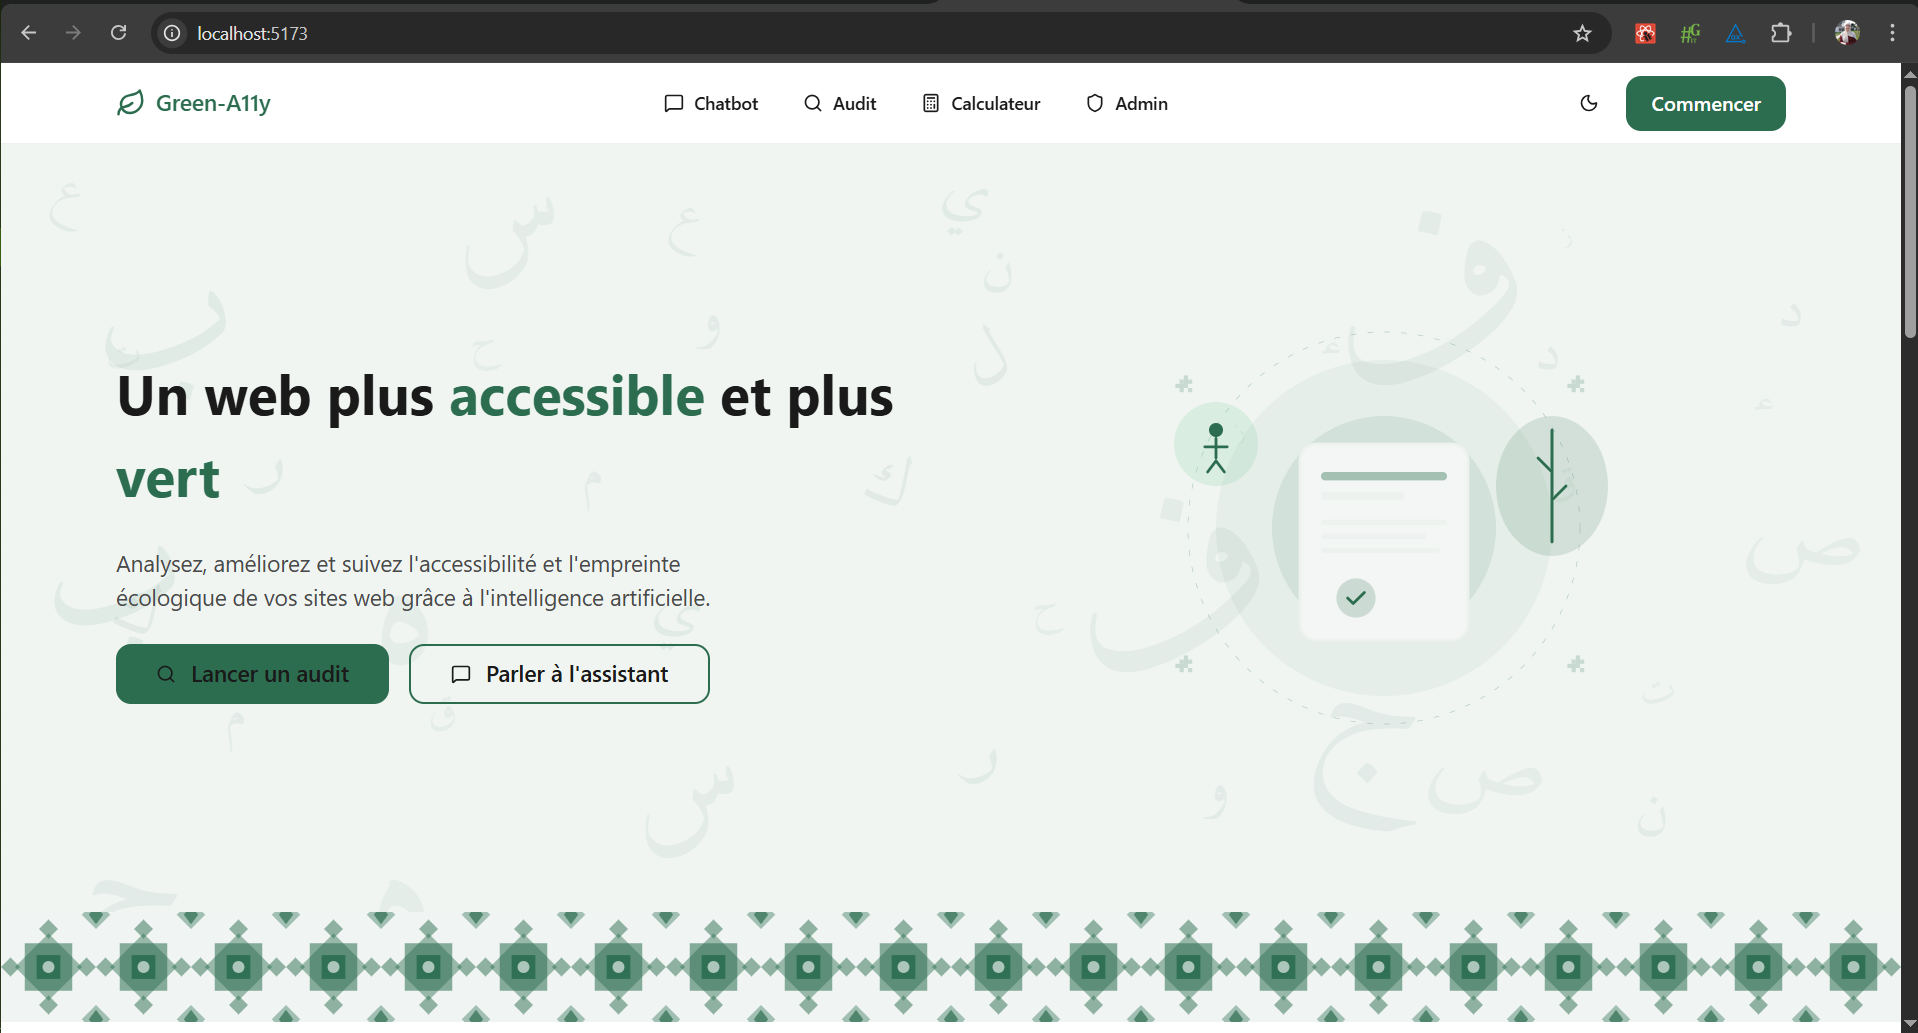 localhost:5173
Green-A11y
Chatbot
Audit
Calculateur
Admin
Commencer
ع
س
ع
ي
ن
ف
ب
و
ح
ل
د
د
Un web plus accessible et plus
vert
ر
م
ك
ص
Analysez, améliorez et suivez l'accessibilité et l'empreinte
écologique de vos sites web grâce à l'intelligence artificielle.
ب
ه
ي
ح
ف
Lancer un audit
Parler à l'assistant
م
ق
ت
ج
س
ر
و
ص
ن
ح
ه